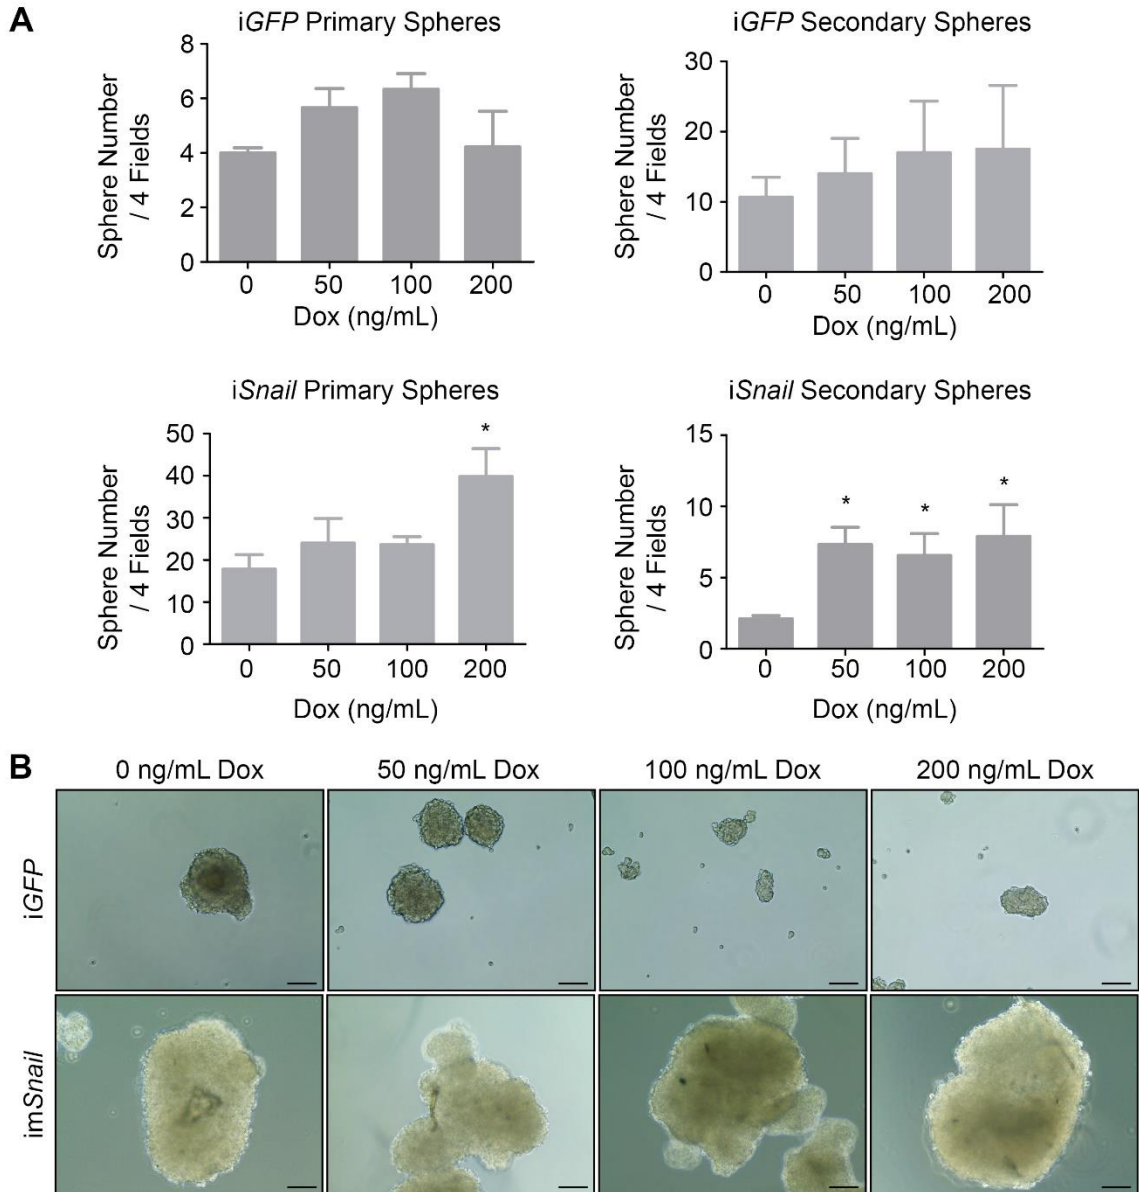 A
iGFP Primary Spheres
Sphere Number
/ 4 Fields
8
6
4
2
0
0 50 100 200
Dox (ng/mL)
iGFP Secondary Spheres
Sphere Number
/ 4 Fields
30
20
10
0
0 50 100 200
Dox (ng/mL)
iSnail Primary Spheres
Sphere Number
/ 4 Fields
50
40
30
20
10
0
*
0 50 100 200
Dox (ng/mL)
iSnail Secondary Spheres
Sphere Number
/ 4 Fields
15
10
5
0
* * *
0 50 100 200
Dox (ng/mL)
B
0 ng/mL Dox 50 ng/mL Dox 100 ng/mL Dox 200 ng/mL Dox
iGFP
imSnail